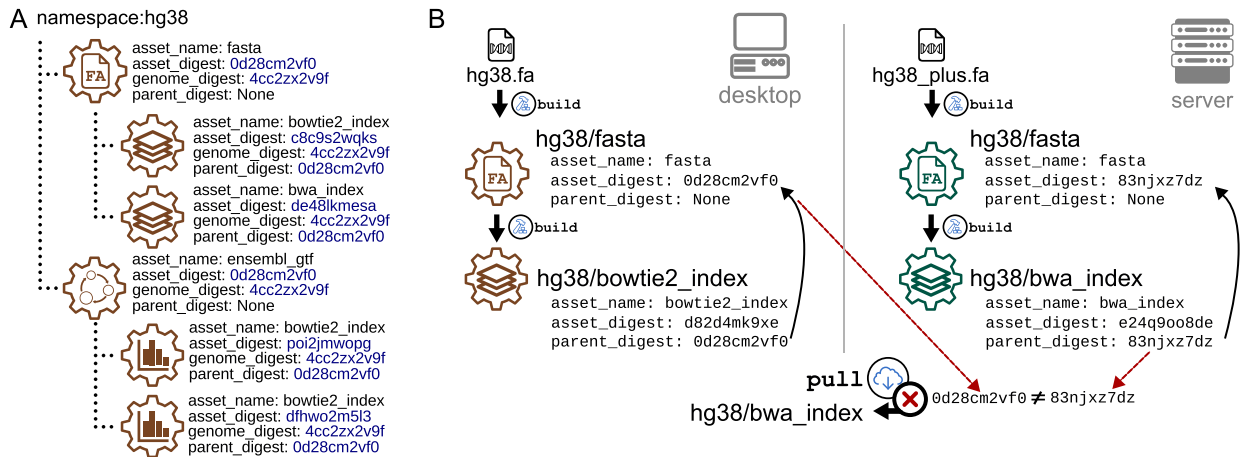 A
namespace:hg38
asset_name: fasta
asset_digest: 0d28cm2vf0
genome_digest: 4cc2zx2v9f
parent_digest: None
FA
asset_name: bowtie2_index
asset_digest: c8c9s2wqks
genome_digest: 4cc2zx2v9f
parent_digest: 0d28cm2vf0
asset_name: bwa_index
asset_digest: de48lkmesa
genome_digest: 4cc2zx2v9f
parent_digest: 0d28cm2vf0
asset_name: ensembl_gtf
asset_digest: 0d28cm2vf0
genome_digest: 4cc2zx2v9f
parent_digest: None
asset_name: bowtie2_index
asset_digest: poi2jmwopg
genome_digest: 4cc2zx2v9f
parent_digest: 0d28cm2vf0
asset_name: bowtie2_index
asset_digest: dfhwo2m5l3
genome_digest: 4cc2zx2v9f
parent_digest: 0d28cm2vf0
B
hg38.fa
desktop
build
hg38/fasta
FA
asset_name: fasta
asset_digest: 0d28cm2vf0
parent_digest: None
build
hg38/bowtie2_index
asset_name: bowtie2_index
asset_digest: d82d4mk9xe
parent_digest: 0d28cm2vf0
hg38_plus.fa
server
build
hg38/fasta
FA
asset_name: fasta
asset_digest: 83njxz7dz
parent_digest: None
build
hg38/bwa_index
asset_name: bwa_index
asset_digest: e24q9oo8de
parent_digest: 83njxz7dz
pull
hg38/bwa_index
0d28cm2vf0 ≠ 83njxz7dz